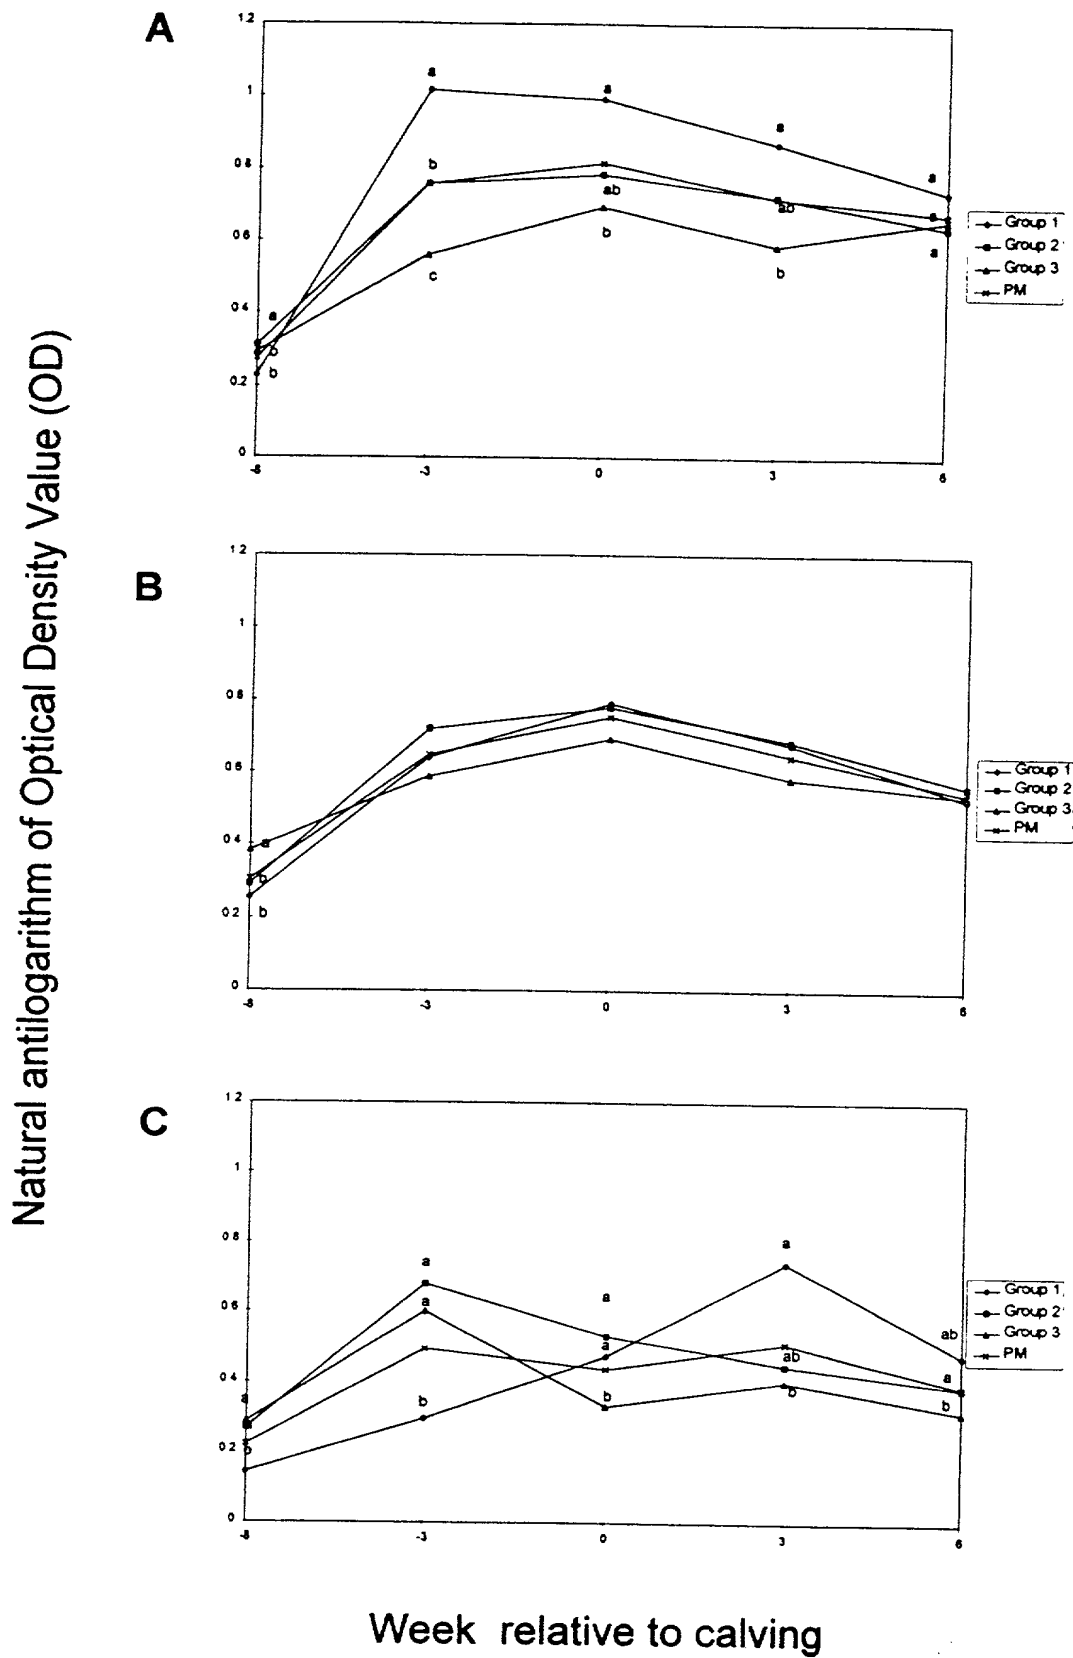 Natural antilogarithm of Optical Density Value (OD)
A
1.2
1
0.8
0.6
0.4
0.2
0
-8
-3
0
3
6
a
b
b
a
b
c
a
ab
b
a
ab
b
a
a
a
Group 1
Group 2
Group 3
PM
B
1.2
1
0.8
0.6
0.4
0.2
0
-8
-3
0
3
6
a
b
b
Group 1
Group 2
Group 3
PM
C
1.2
1
0.8
0.6
0.4
0.2
0
-8
-3
0
3
6
a
b
a
a
b
a
a
b
a
ab
b
ab
a
b
Group 1
Group 2
Group 3
PM
Week relative to calving